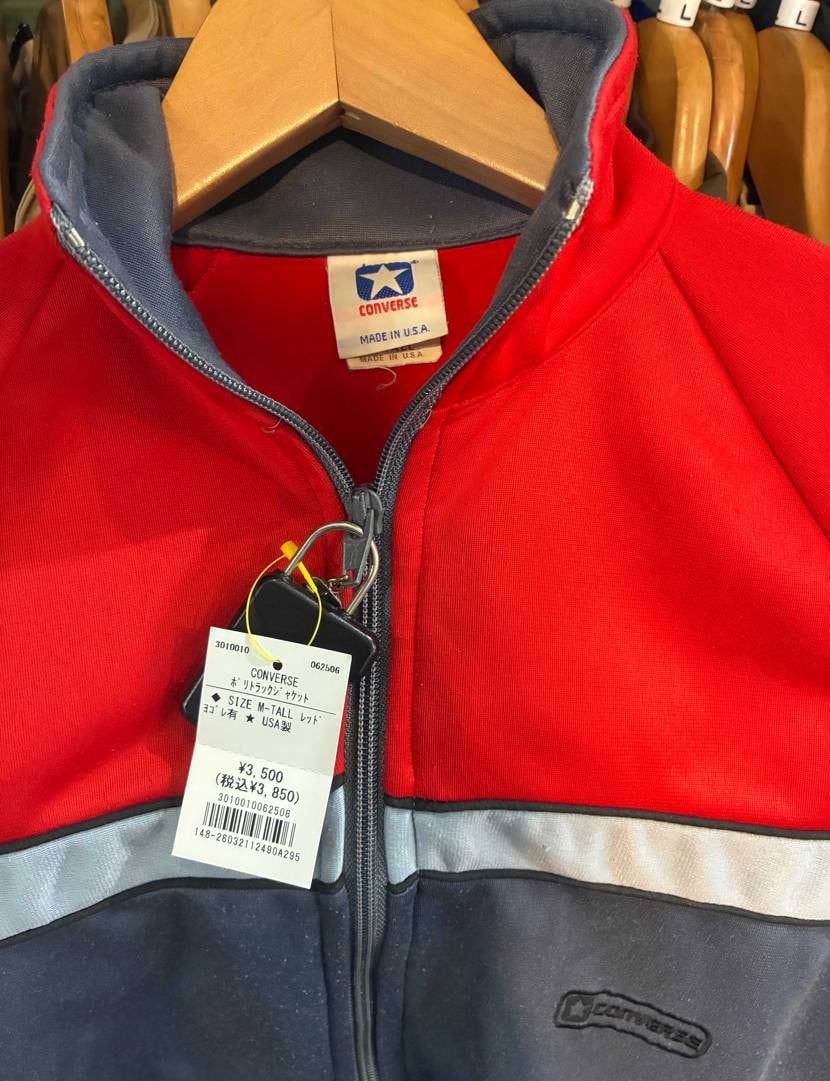 L
L
CONVERSE
MADE IN U.S.A.
MADE IN U.S.A.
3010010
062506
CONVERSE
ポリトラックジャケット
◆ SIZE M-TALL レッド
ヨゴレ有 ★ USA製
¥3,500
(税込¥3,850)
3010010062506
148-26032112490A295
CONVERSE